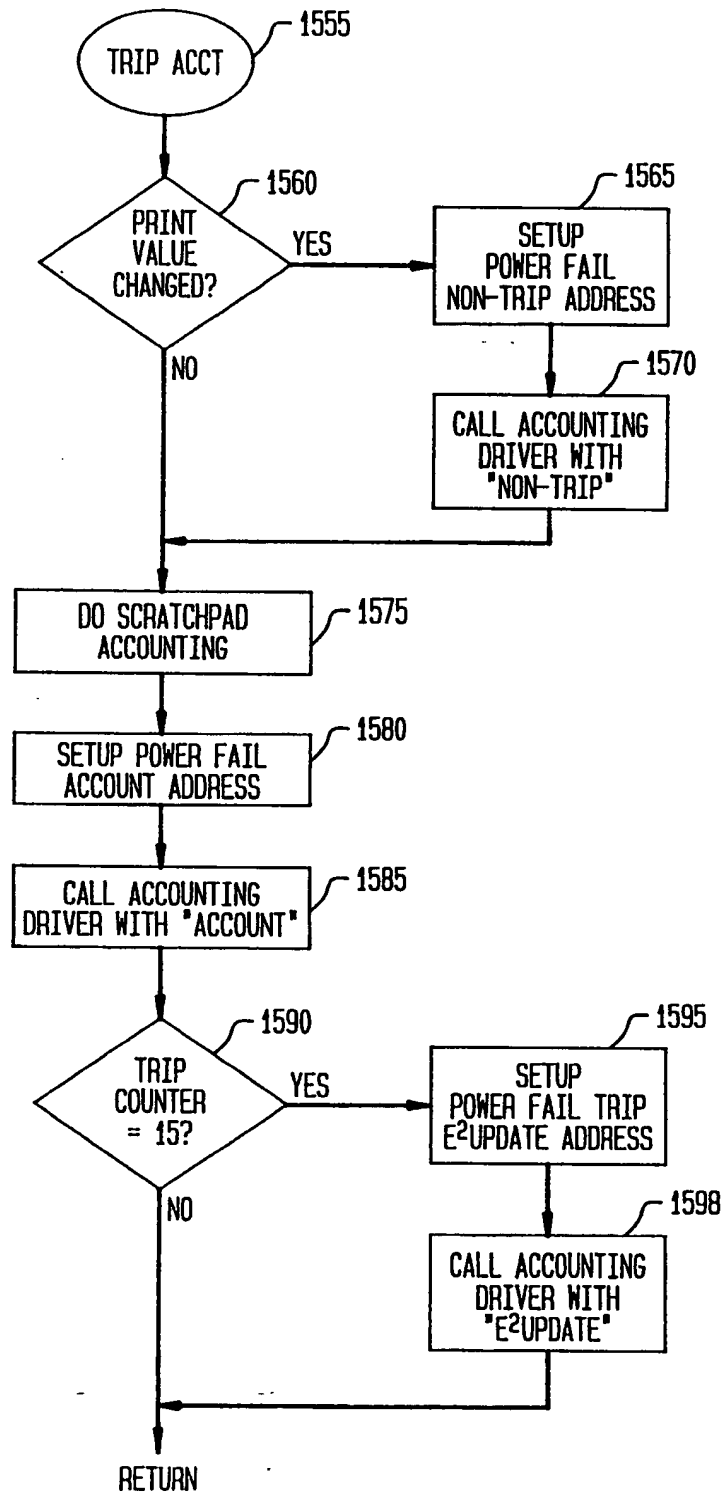 TRIP ACCT
1555
PRINT
VALUE
CHANGED?
1560
YES
NO
1565
SETUP
POWER FAIL
NON-TRIP ADDRESS
1570
CALL ACCOUNTING
DRIVER WITH
"NON-TRIP"
DO SCRATCHPAD
ACCOUNTING
1575
SETUP POWER FAIL
ACCOUNT ADDRESS
1580
CALL ACCOUNTING
DRIVER WITH "ACCOUNT"
1585
TRIP
COUNTER
= 15?
1590
YES
NO
1595
SETUP
POWER FAIL TRIP
E²UPDATE ADDRESS
1598
CALL ACCOUNTING
DRIVER WITH
"E²UPDATE"
RETURN